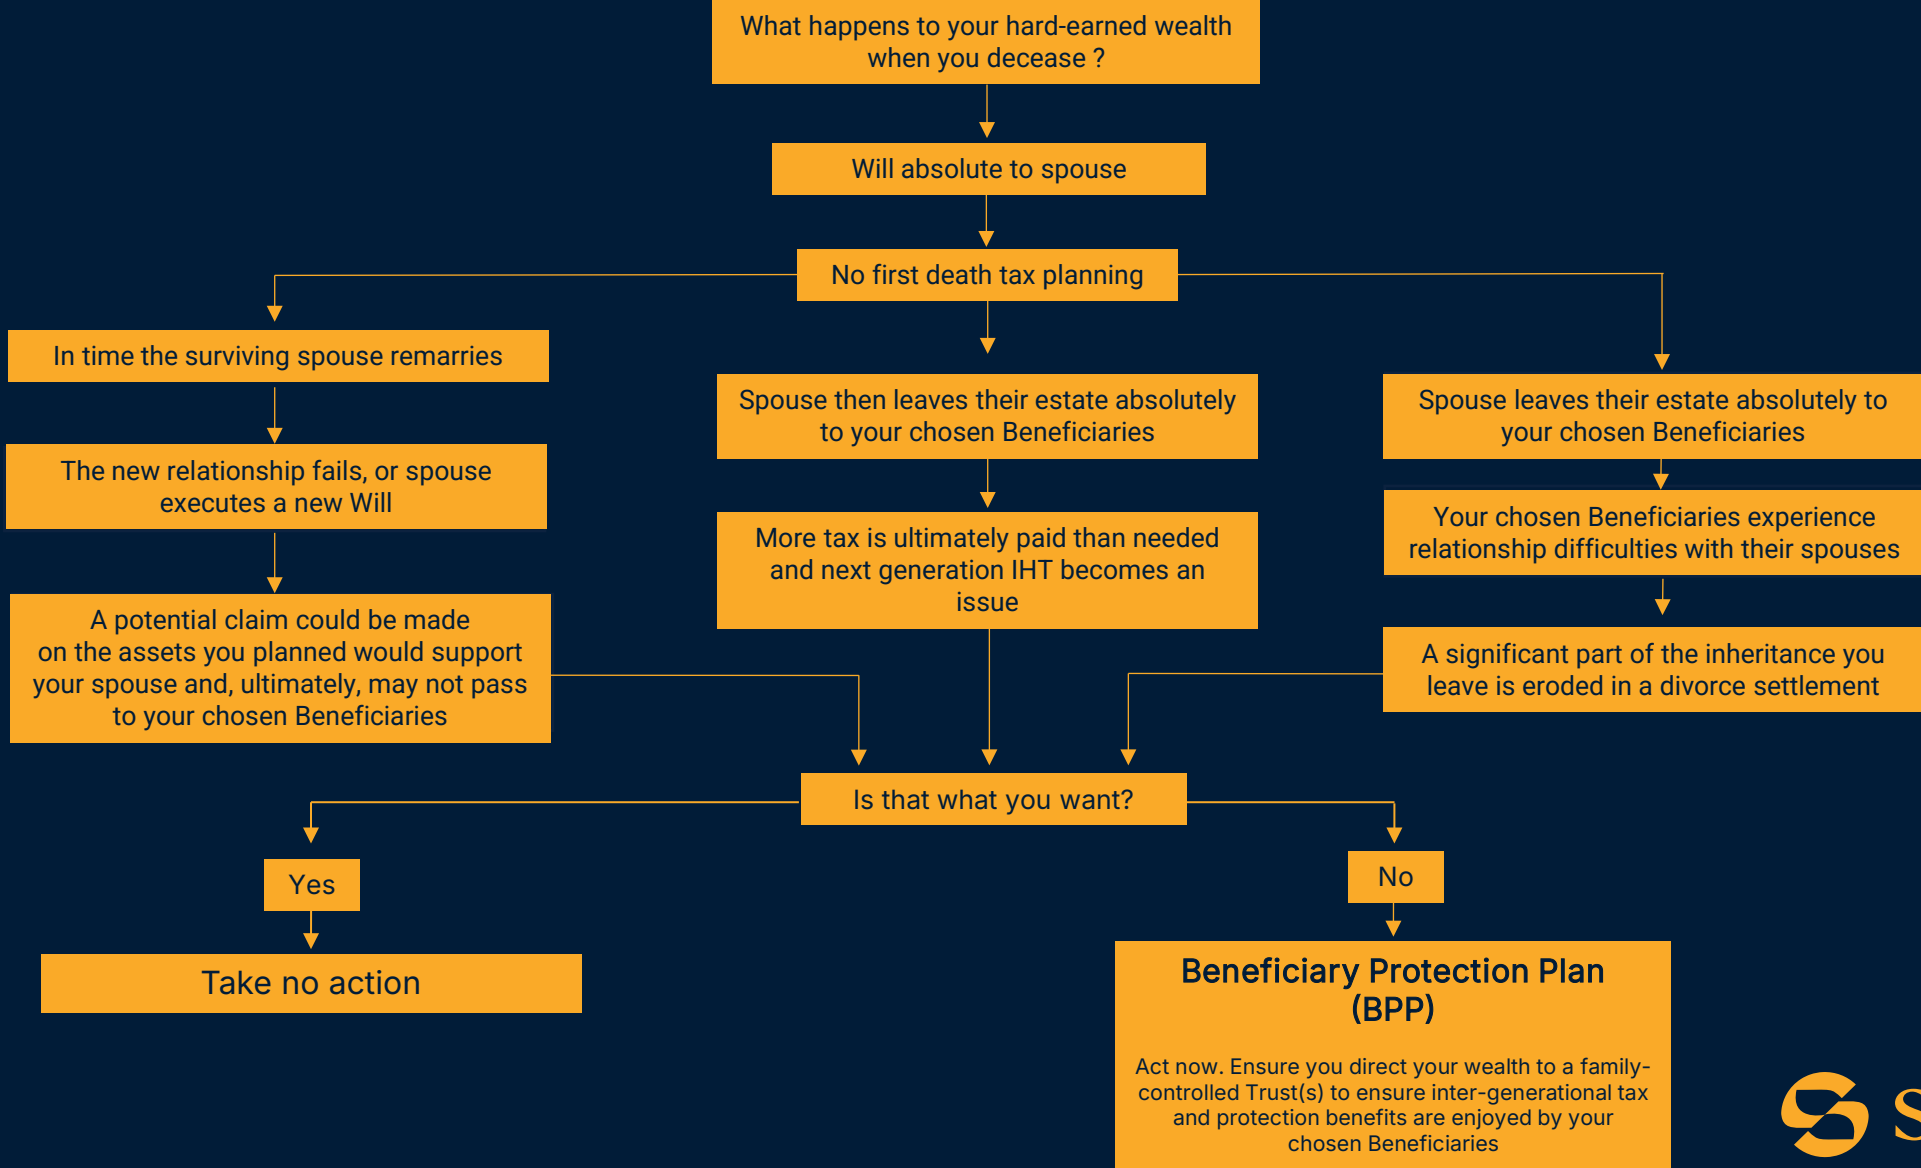 What happens to your hard-earned wealth
when you decease ?
Will absolute to spouse
No first death tax planning
In time the surviving spouse remarries
The new relationship fails, or spouse
executes a new Will
A potential claim could be made
on the assets you planned would support
your spouse and, ultimately, may not pass
to your chosen Beneficiaries
Spouse then leaves their estate absolutely
to your chosen Beneficiaries
More tax is ultimately paid than needed
and next generation IHT becomes an
issue
Spouse leaves their estate absolutely to
your chosen Beneficiaries
Your chosen Beneficiaries experience
relationship difficulties with their spouses
A significant part of the inheritance you
leave is eroded in a divorce settlement
Is that what you want?
Yes
Take no action
No
Beneficiary Protection Plan
(BPP)
Act now. Ensure you direct your wealth to a family-
controlled Trust(s) to ensure inter-generational tax
and protection benefits are enjoyed by your
chosen Beneficiaries